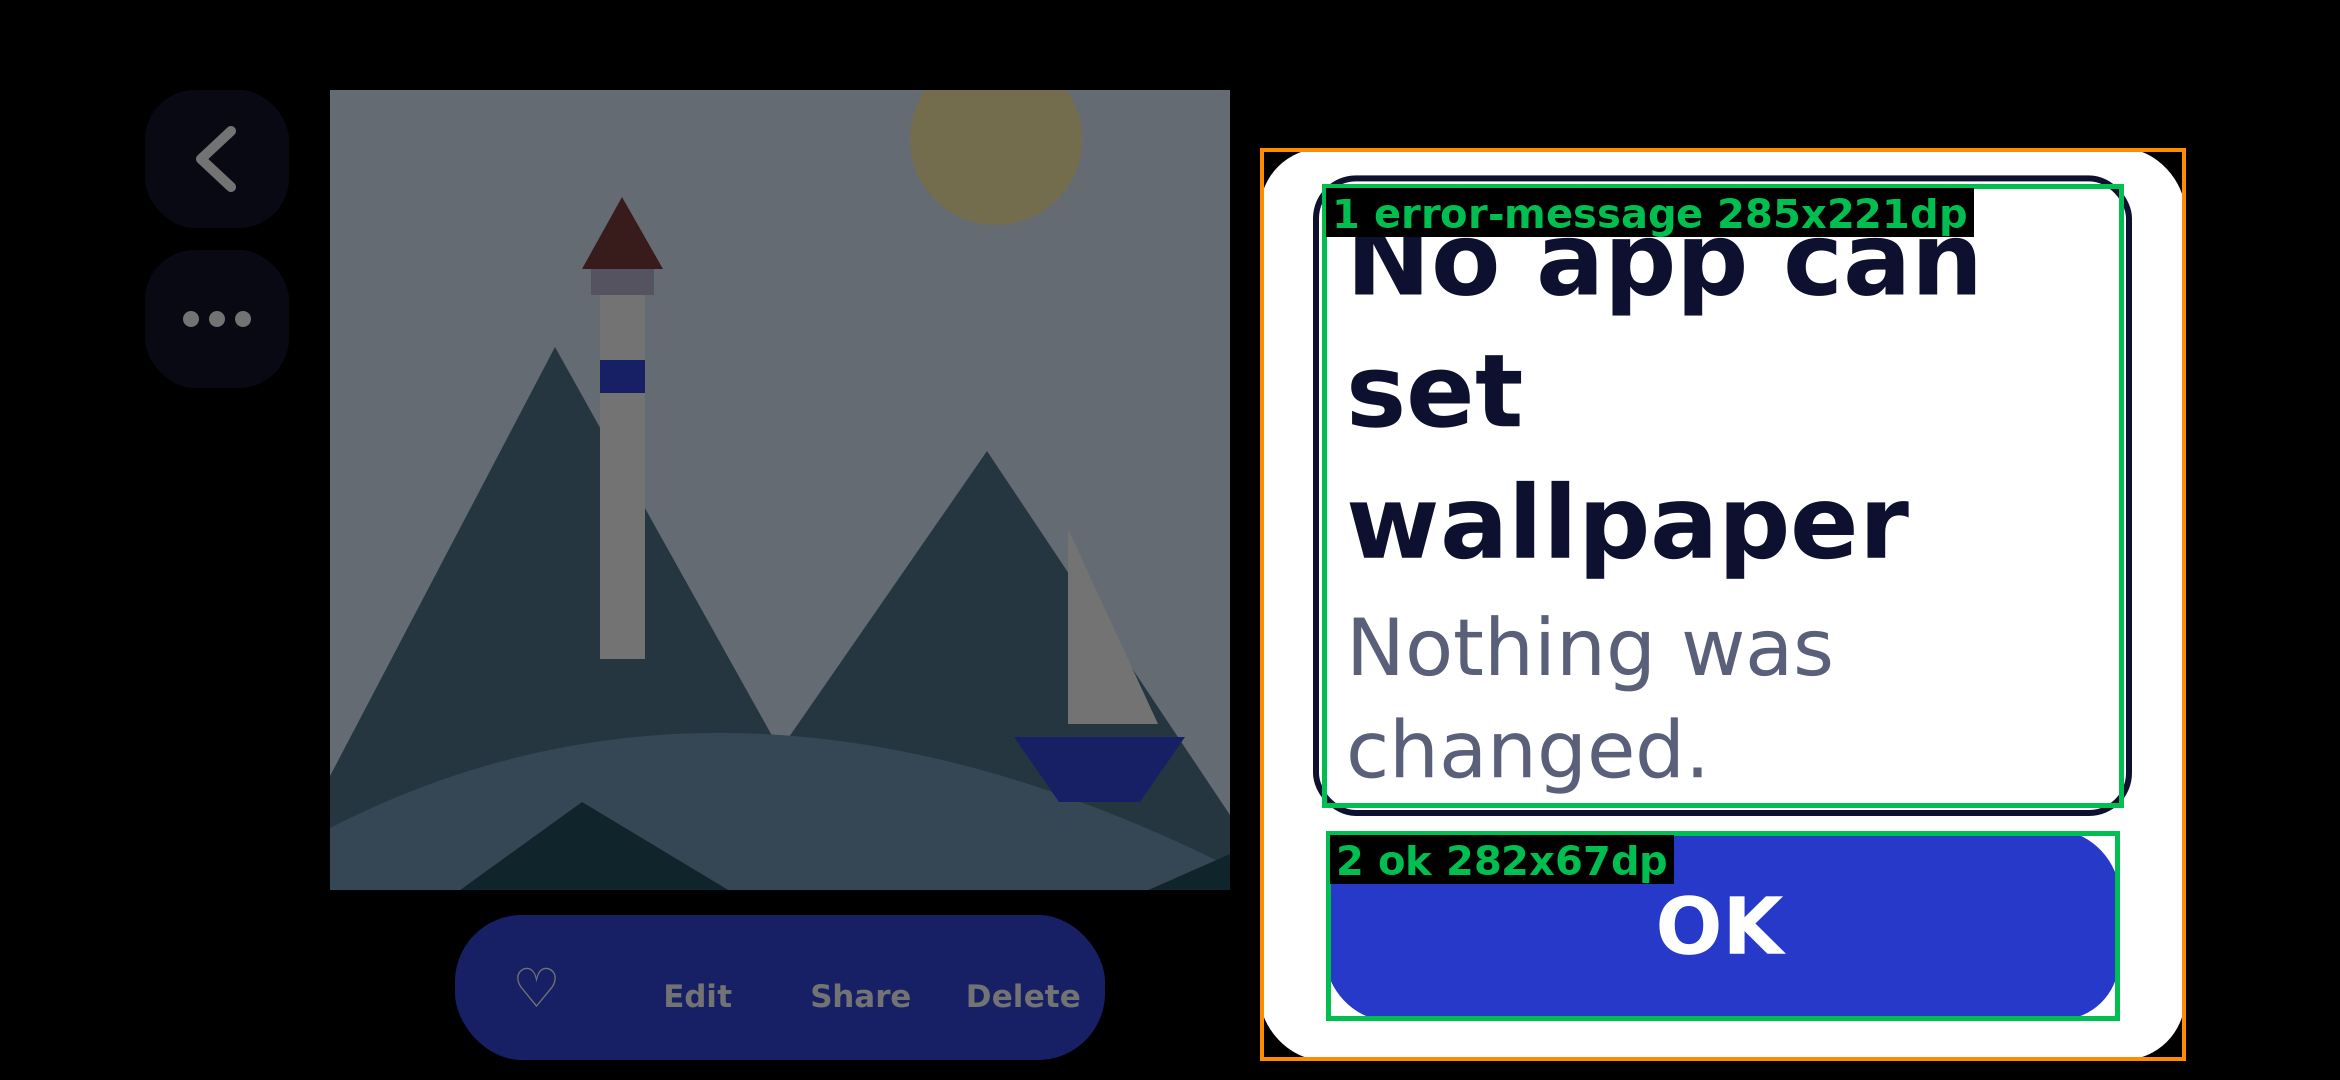 1 error-message 285x221dp
No app can
set
wallpaper
Nothing was
changed.
2 ok 282x67dp
OK
Edit Share Delete